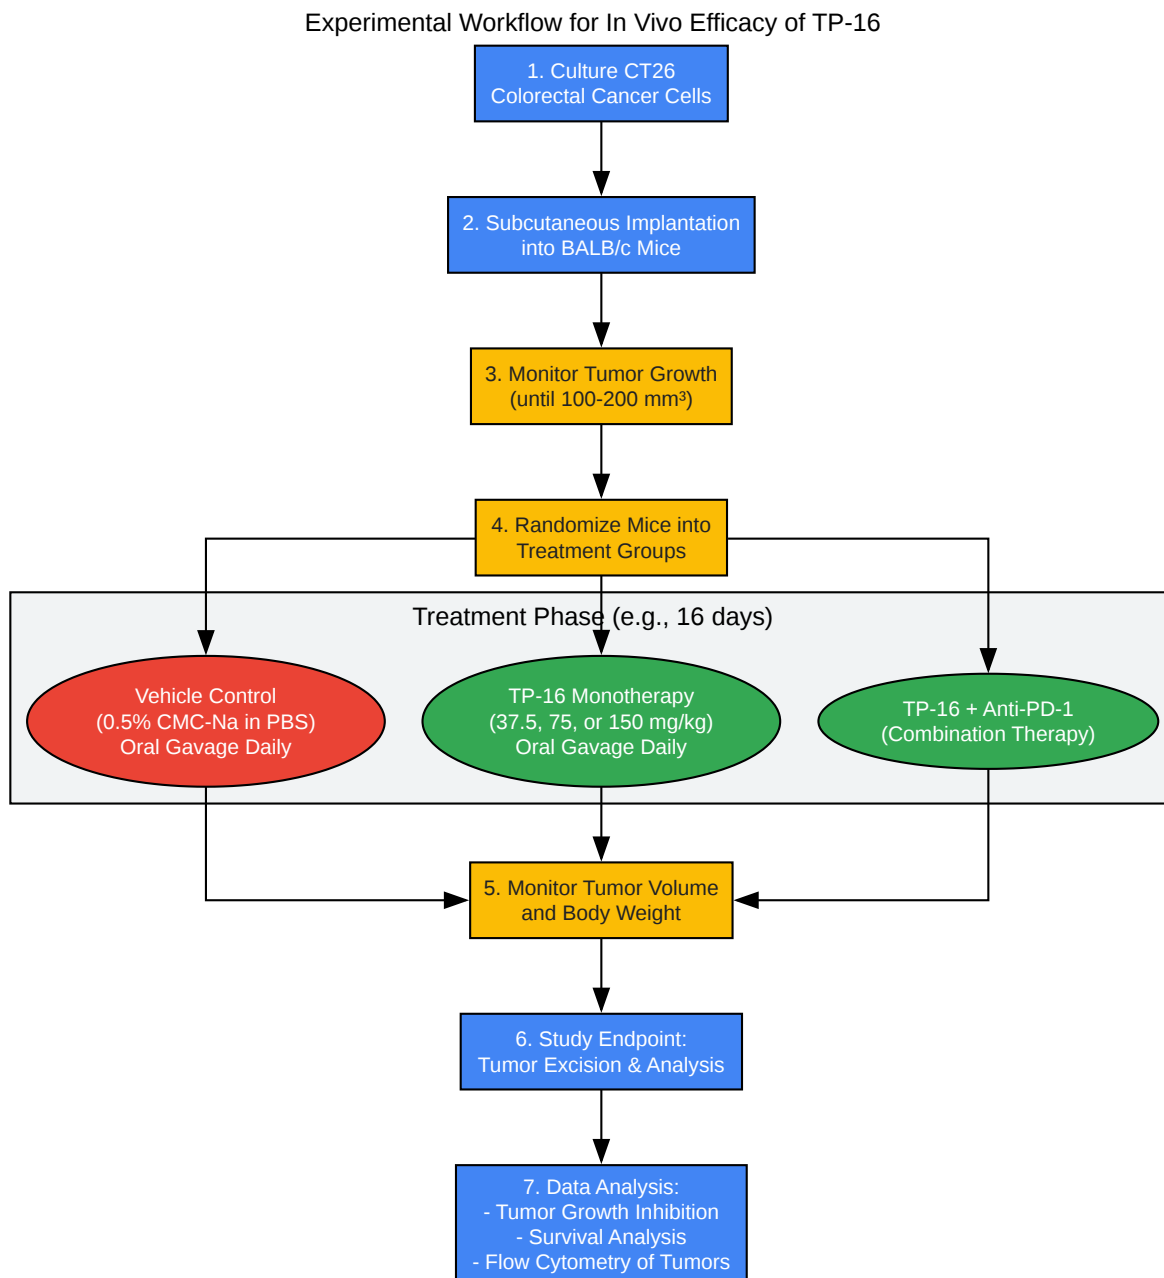 Experimental Workflow for In Vivo Efficacy of TP-16
1. Culture CT26
Colorectal Cancer Cells
2. Subcutaneous Implantation
into BALB/c Mice
3. Monitor Tumor Growth
(until 100-200 mm³)
4. Randomize Mice into
Treatment Groups
Treatment Phase (e.g., 16 days)
Vehicle Control
(0.5% CMC-Na in PBS)
Oral Gavage Daily
TP-16 Monotherapy
(37.5, 75, or 150 mg/kg)
Oral Gavage Daily
TP-16 + Anti-PD-1
(Combination Therapy)
5. Monitor Tumor Volume
and Body Weight
6. Study Endpoint:
Tumor Excision & Analysis
7. Data Analysis:
- Tumor Growth Inhibition
- Survival Analysis
- Flow Cytometry of Tumors